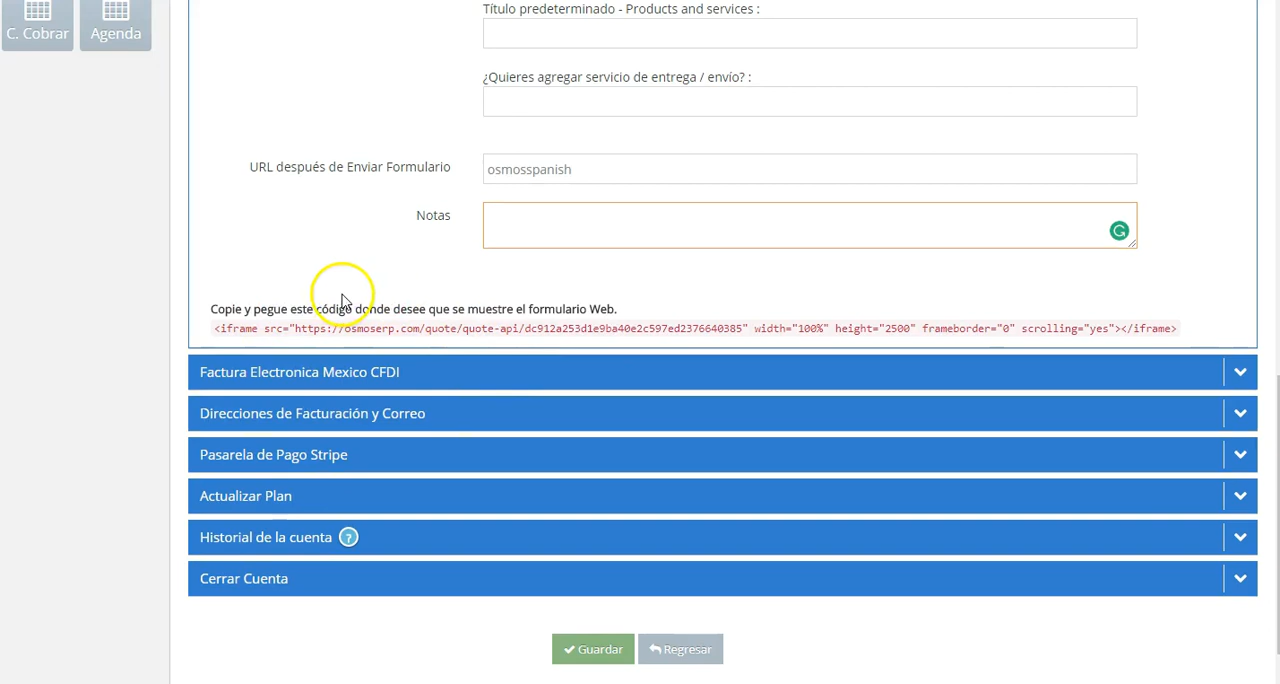 C. Cobrar
Agenda
Título predeterminado - Products and services :
¿Quieres agregar servicio de entrega / envío? :
URL después de Enviar Formulario
osmosspanish
Notas
Copie y pegue este código donde desee que se muestre el formulario Web.
<iframe src="https://osmoserp.com/quote/quote-api/dc912a253d1e9ba40e2c597ed2376640385" width="100%" height="2500" frameborder="0" scrolling="yes"></iframe>
Factura Electronica Mexico CFDI
Direcciones de Facturación y Correo
Pasarela de Pago Stripe
Actualizar Plan
Historial de la cuenta ?
Cerrar Cuenta
Guardar
Regresar